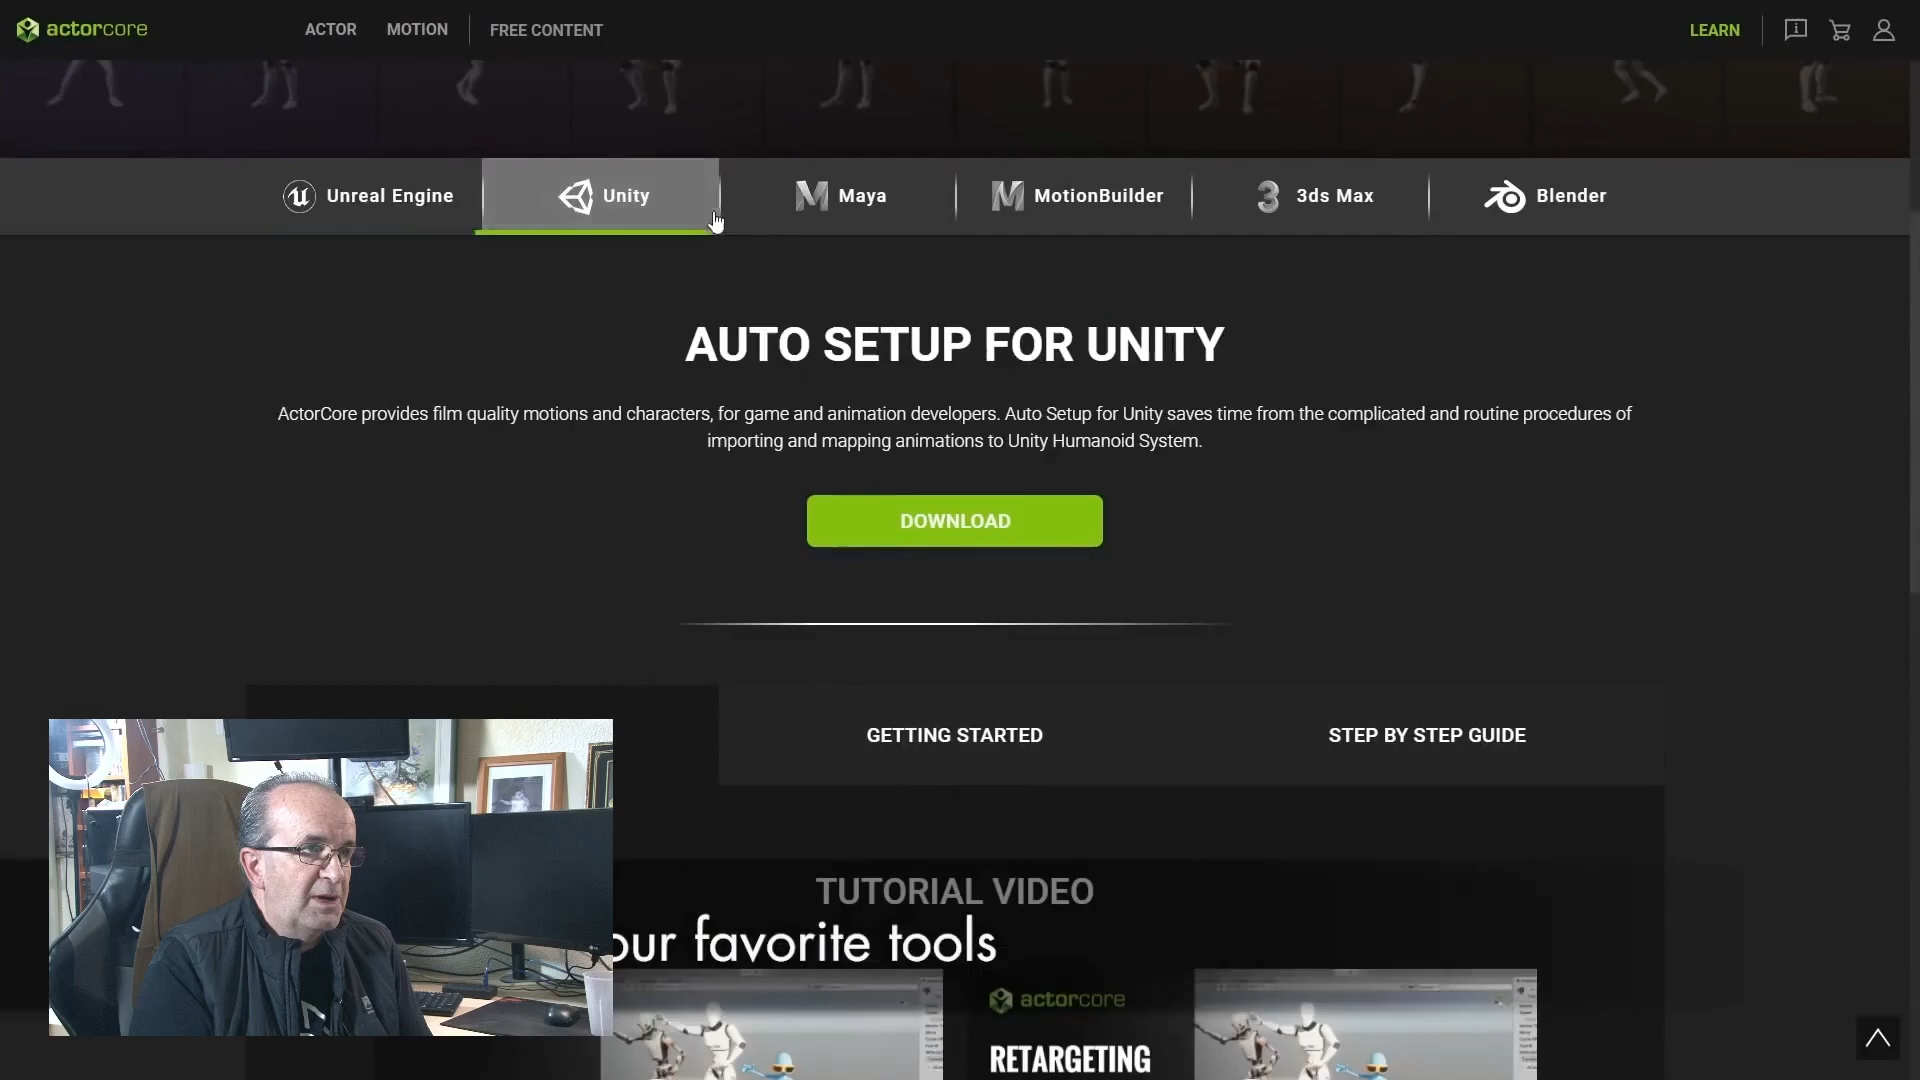 actorcore
ACTOR
MOTION
FREE CONTENT
LEARN
Unreal Engine
Unity
Maya
MotionBuilder
3ds Max
Blender
AUTO SETUP FOR UNITY
ActorCore provides film quality motions and characters, for game and animation developers. Auto Setup for Unity saves time from the complicated and routine procedures of
importing and mapping animations to Unity Humanoid System.
DOWNLOAD
GETTING STARTED
STEP BY STEP GUIDE
TUTORIAL VIDEO
our favorite tools
actorcore
RETARGETING